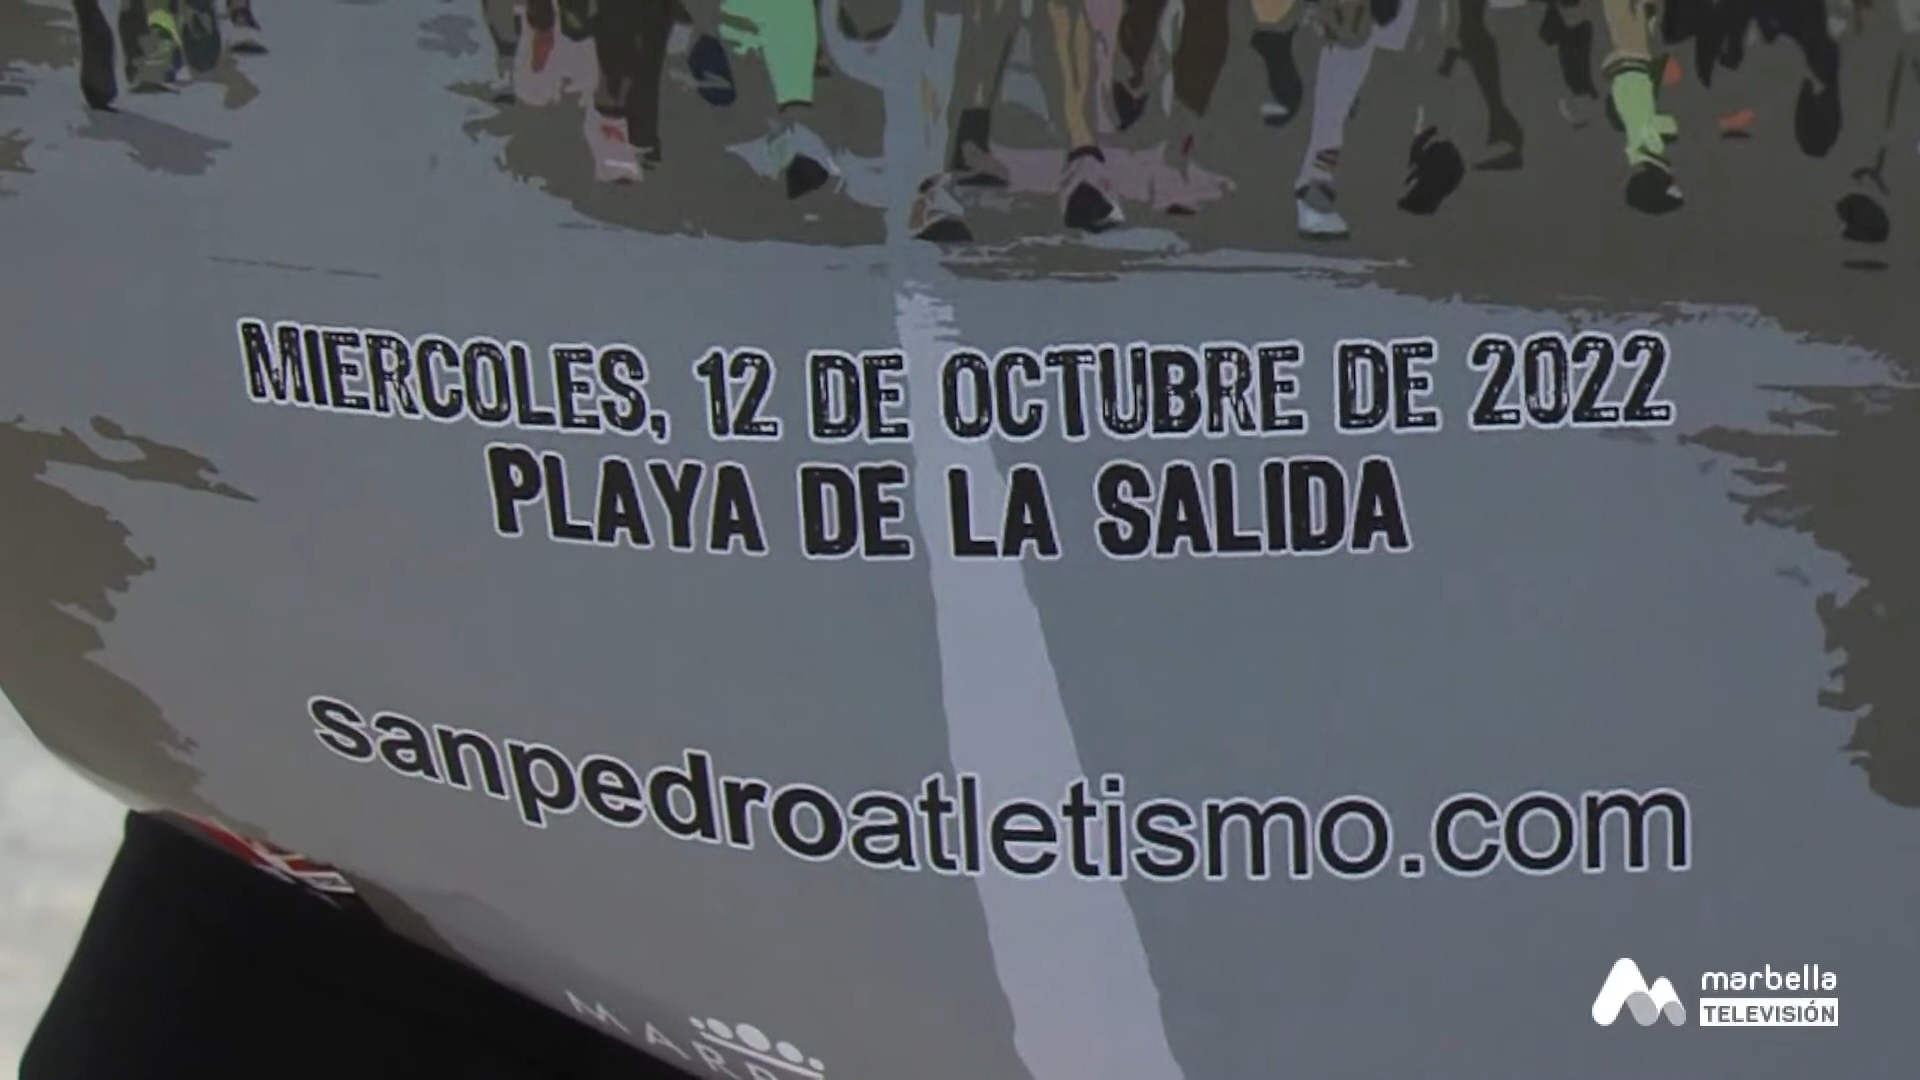 MIERCOLES, 12 DE OCTUBRE DE 2022
PLAYA DE LA SALIDA
sanpedroatletismo.com
marbella
TELEVISIÓN